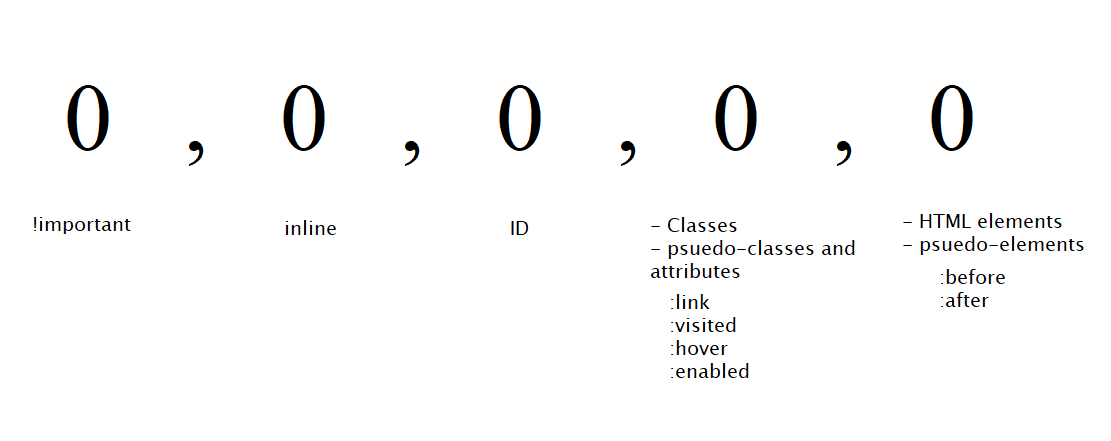 0 , 0 , 0 , 0 , 0
!important
inline
ID
- Classes
- psuedo-classes and
attributes
:link
:visited
:hover
:enabled
- HTML elements
- psuedo-elements
:before
:after